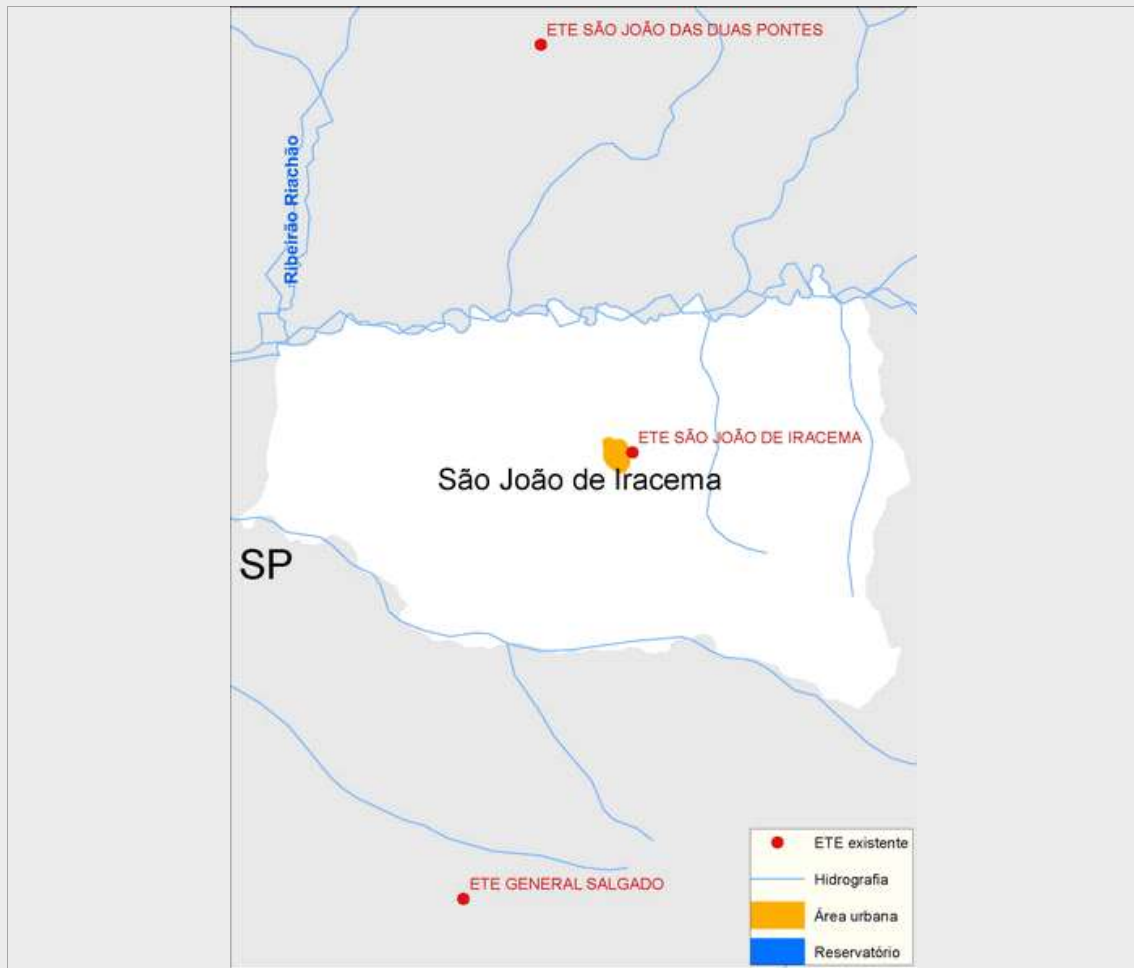 ETE SÃO JOÃO DAS DUAS PONTES
Ribeirão Riachão
ETE SÃO JOÃO DE IRACEMA
São João de Iracema
SP
ETE GENERAL SALGADO
ETE existente
Hidrografia
Área urbana
Reservatório